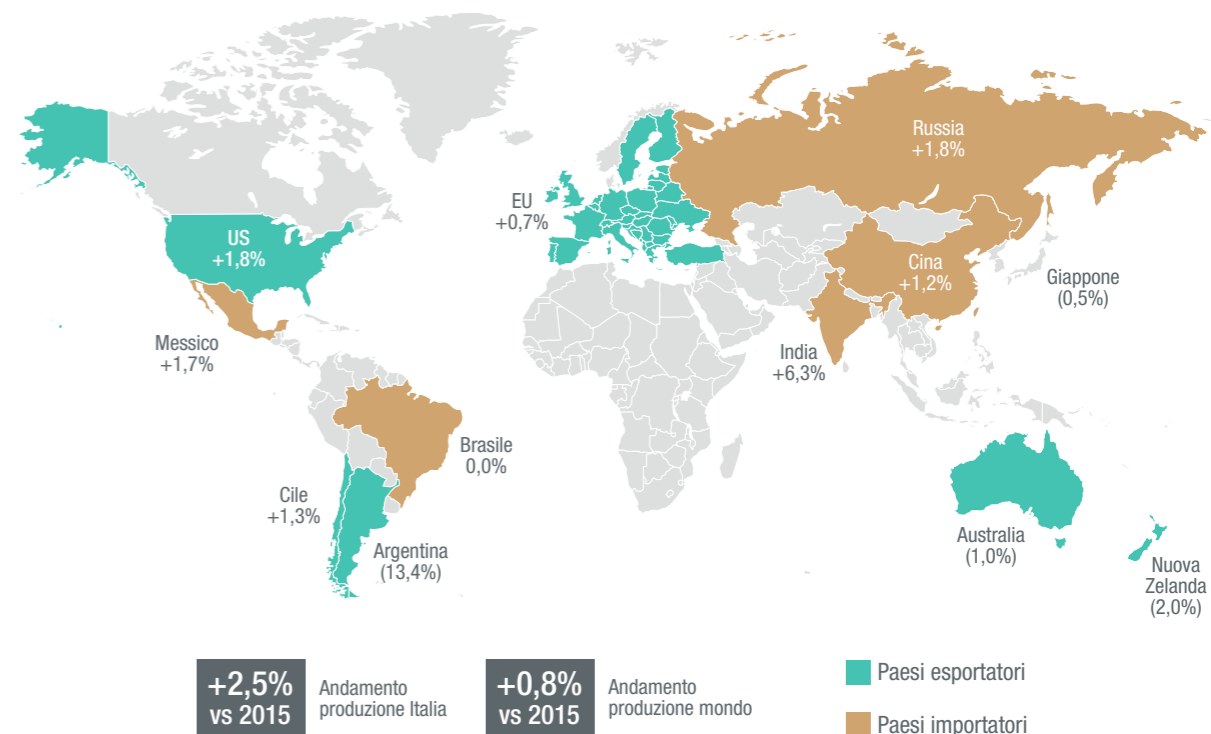 Russia
+1,8%
EU
+0,7%
US
+1,8%
Cina
+1,2%
Giappone
(0,5%)
Messico
+1,7%
India
+6,3%
Brasile
0,0%
Cile
+1,3%
Argentina
(13,4%)
Australia
(1,0%)
Nuova
Zelanda
(2,0%)
+2,5%
vs 2015
Andamento
produzione Italia
+0,8%
vs 2015
Andamento
produzione mondo
Paesi esportatori
Paesi importatori